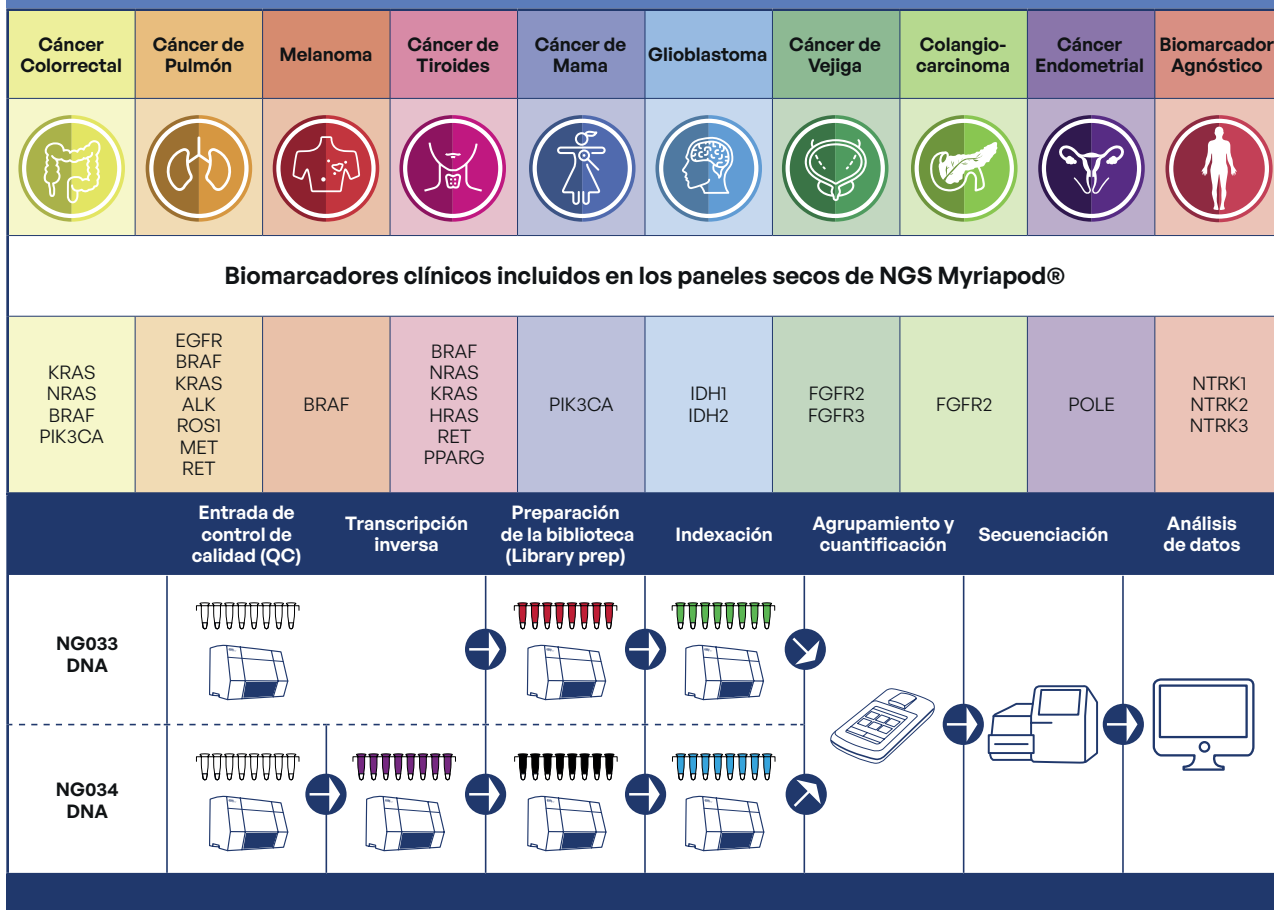 Cáncer
Colorrectal
Cáncer de
Pulmón
Melanoma
Cáncer de
Tiroides
Cáncer de
Mama
Glioblastoma
Cáncer de
Vejiga
Colangio-
carcinoma
Cáncer
Endometrial
Biomarcador
Agnóstico
Biomarcadores clínicos incluidos en los paneles secos de NGS Myriapod®
KRAS
NRAS
BRAF
PIK3CA
EGFR
BRAF
KRAS
ALK
ROS1
MET
RET
BRAF
BRAF
NRAS
KRAS
HRAS
RET
PPARG
PIK3CA
IDH1
IDH2
FGFR2
FGFR3
FGFR2
POLE
NTRK1
NTRK2
NTRK3
Entrada de
control de
calidad (QC)
Transcripción
inversa
Preparación
de la biblioteca
(Library prep)
Indexación
Agrupamiento y
cuantificación
Secuenciación
Análisis
de datos
NG033
DNA
NG034
DNA